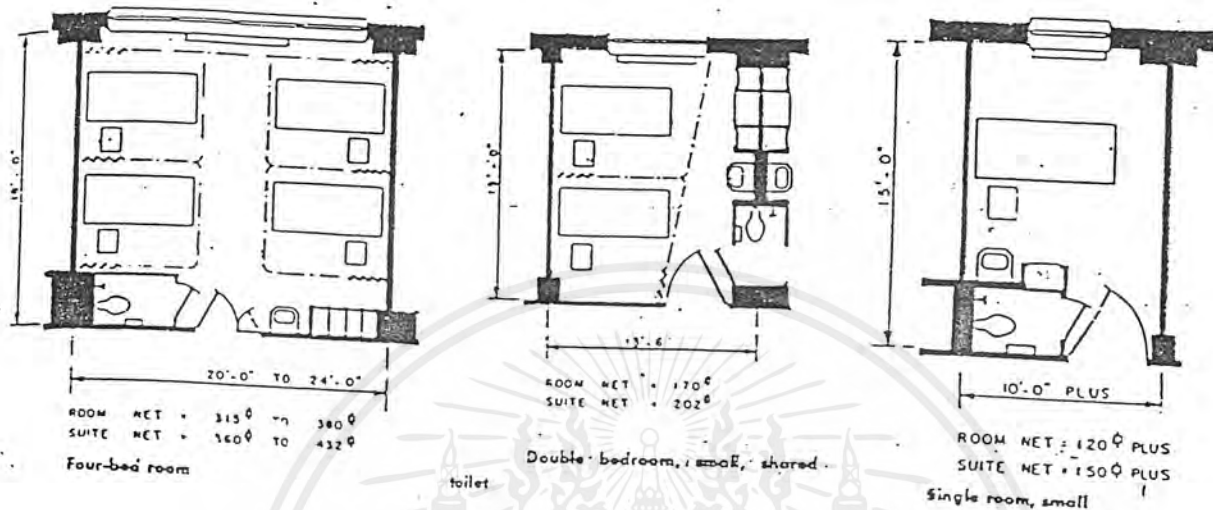 19'-0"
20'-0" TO 24'-0"
ROOM NET = 315 ϕ TO 380 ϕ
SUITE NET = 360 ϕ TO 432 ϕ
Four-bed room
13'-6
ROOM NET = 170 ϕ
SUITE NET = 202 ϕ
Double bedroom, small, shared
toilet
15'-0"
10'-0" PLUS
ROOM NET = 120 ϕ PLUS
SUITE NET = 150 ϕ PLUS
Single room, small